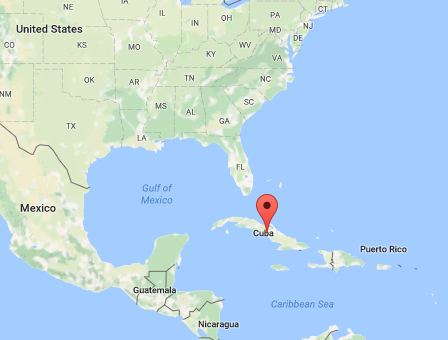 NE
IA
IL
IN
OH
PA
NJ
CT
MD
DE
United States
CO
KS
MO
KY
WV
VA
OK
AR
TN
NC
NM
MS
AL
SC
TX
LA
GA
FL
Gulf of
Mexico
Mexico
Cuba
Puerto Rico
Guatemala
Caribbean Sea
Nicaragua